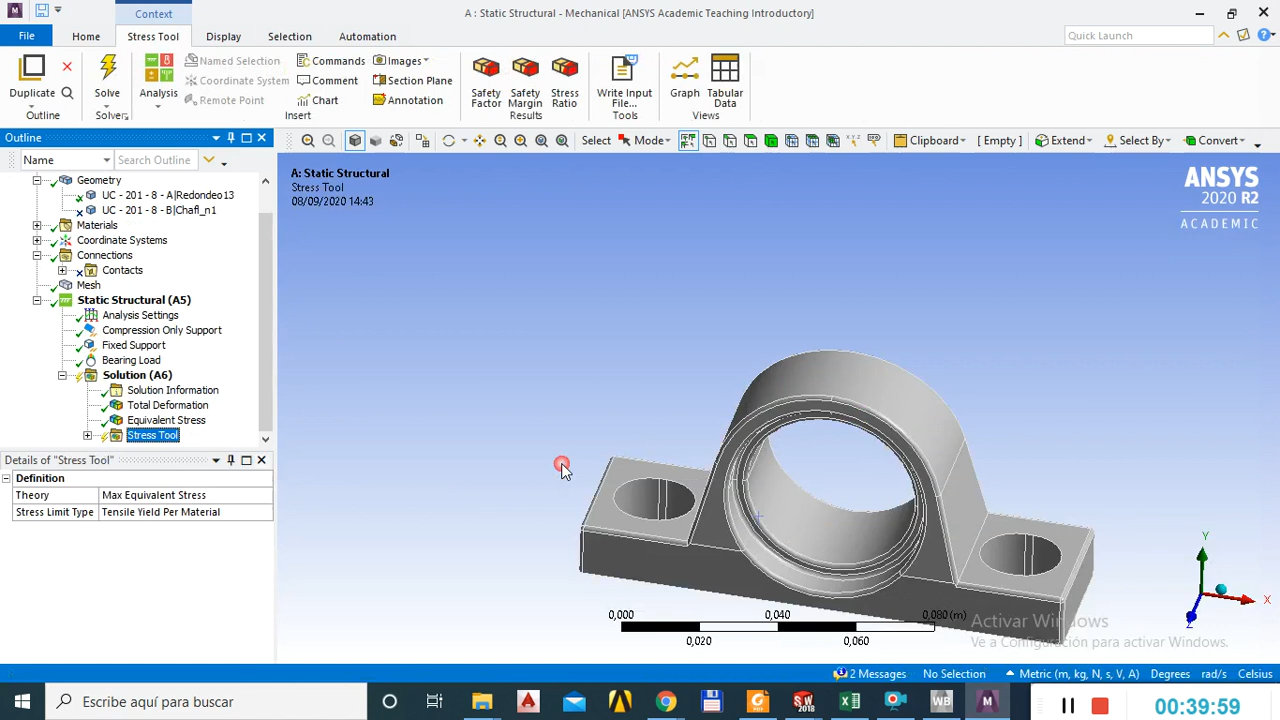 Context
A : Static Structural - Mechanical [ANSYS Academic Teaching Introductory]
File
Home
Stress Tool
Display
Selection
Automation
Quick Launch
Duplicate
Outline
Solve
Solver
Analysis
Named Selection
Coordinate System
Remote Point
Commands
Comment
Chart
Images
Section Plane
Annotation
Insert
Safety Factor
Safety Margin
Stress Ratio
Results
Write Input File...
Tools
Graph
Tabular Data
Views
Outline
Select
Mode
Clipboard
[ Empty ]
Extend
Select By
Convert
Name
Search Outline
Geometry
UC - 201 - 8 - A|Redondeo13
UC - 201 - 8 - B|Chafl_n1
Materials
Coordinate Systems
Connections
Contacts
Mesh
Static Structural (A5)
Analysis Settings
Compression Only Support
Fixed Support
Bearing Load
Solution (A6)
Solution Information
Total Deformation
Equivalent Stress
Stress Tool
Details of "Stress Tool"
Definition
Theory Max Equivalent Stress
Stress Limit Type Tensile Yield Per Material
A: Static Structural
Stress Tool
08/09/2020 14:43
ANSYS
2020 R2
ACADEMIC
0,000 0,040 0,080 (m)
0,020 0,060
Y
X
Z
Activar Windows
Ve a Configuración para activar Windows.
2 Messages
No Selection
Metric (m, kg, N, s, V, A)
Degrees
rad/s
Celsius
Escribe aquí para buscar
00:39:59